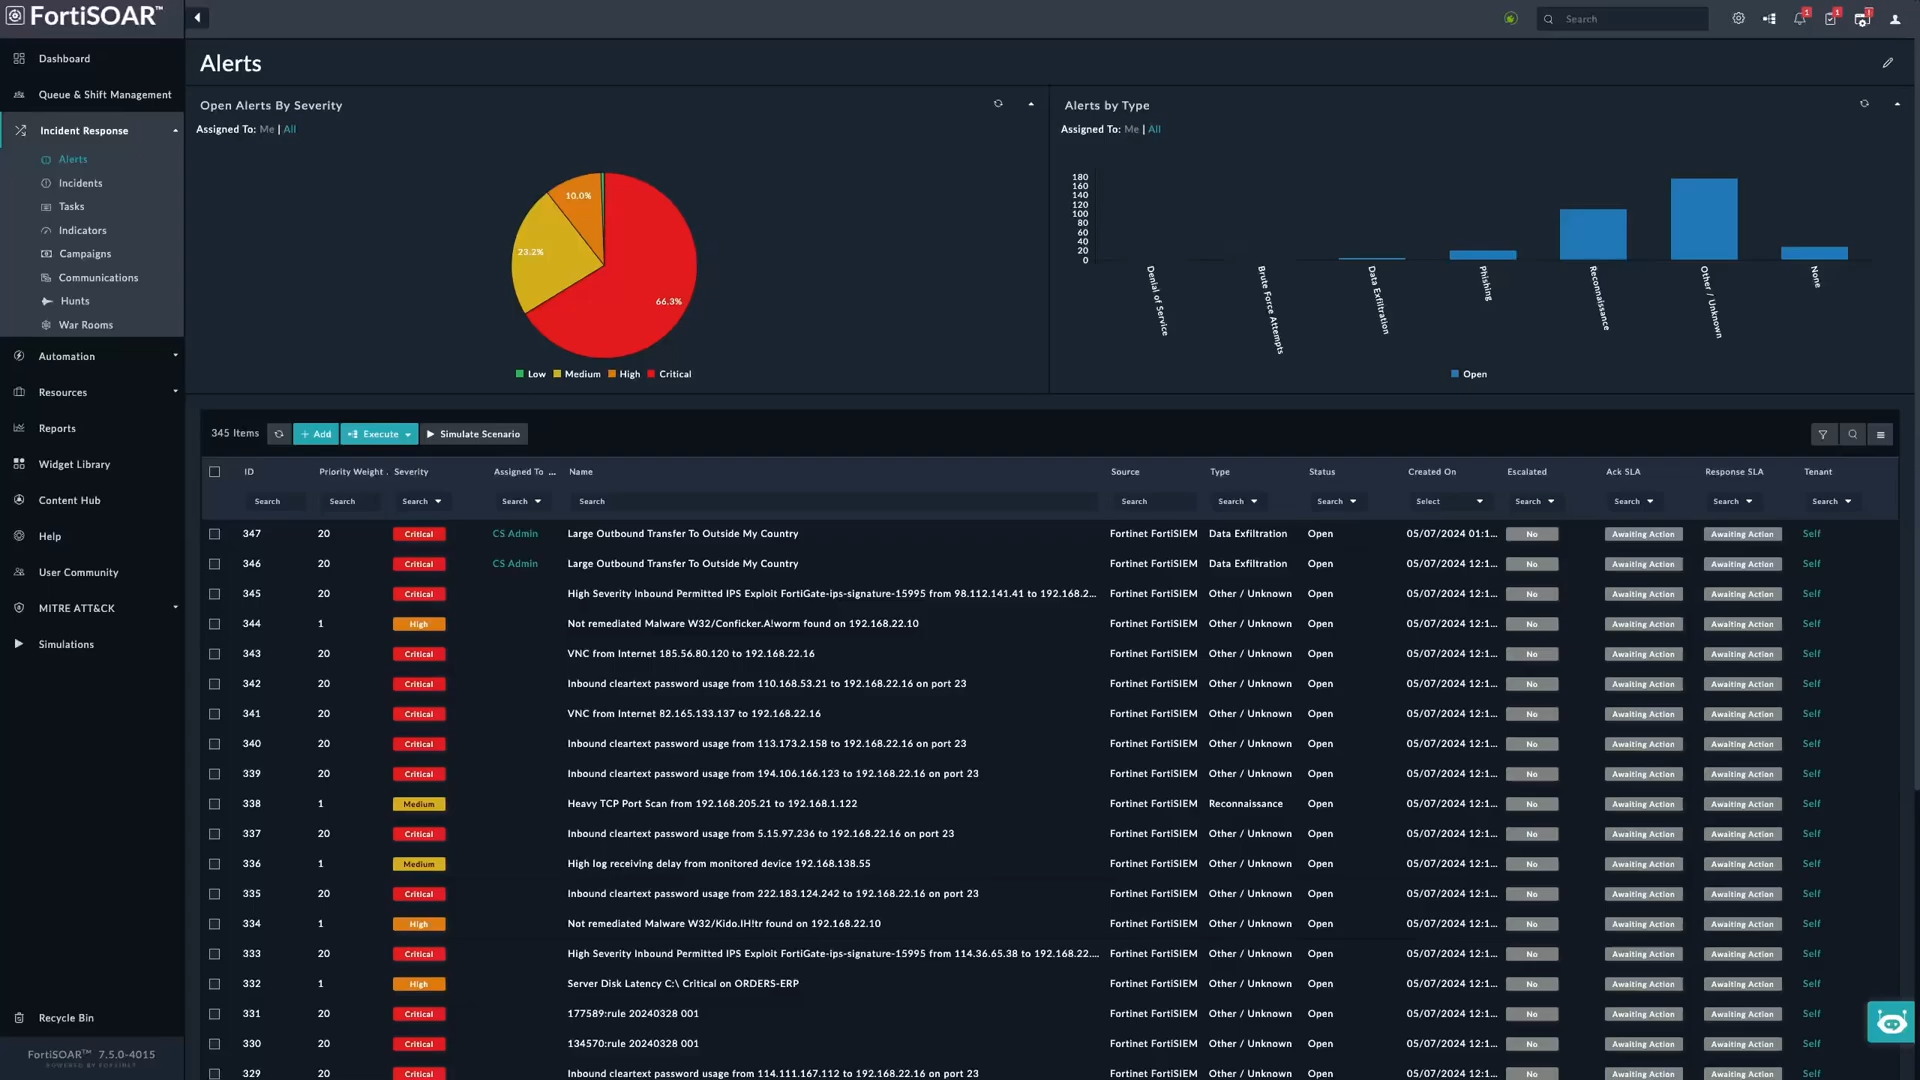 FortiSOAR™
Search
1
1
!
Dashboard
Queue & Shift Management
Incident Response
Alerts
Incidents
Tasks
Indicators
Campaigns
Communications
Hunts
War Rooms
Automation
Resources
Reports
Widget Library
Content Hub
Help
User Community
MITRE ATT&CK
Simulations
Recycle Bin
FortiSOAR™ 7.5.0-4015
POWERED BY FORTINET
Alerts
Open Alerts By Severity
Assigned To: Me | All
10.0%
23.2%
66.3%
Low Medium High Critical
Alerts by Type
Assigned To: Me | All
180
160
140
120
100
80
60
40
20
0
Denial of Service
Brute Force Attempts
Data Exfiltration
Phishing
Reconnaissance
Other / Unknown
None
Open
345 Items + Add Execute Simulate Scenario
ID Priority Weight . Severity Assigned To ... Name Source Type Status Created On Escalated Ack SLA Response SLA Tenant
Search Search Search Search Search Search Search Search Select Search Search Search Search
347 20 Critical CS Admin Large Outbound Transfer To Outside My Country Fortinet FortiSIEM Data Exfiltration Open 05/07/2024 01:1... No Awaiting Action Awaiting Action Self
346 20 Critical CS Admin Large Outbound Transfer To Outside My Country Fortinet FortiSIEM Data Exfiltration Open 05/07/2024 12:1... No Awaiting Action Awaiting Action Self
345 20 Critical High Severity Inbound Permitted IPS Exploit FortiGate-ips-signature-15995 from 98.112.141.41 to 192.168.2... Fortinet FortiSIEM Other / Unknown Open 05/07/2024 12:1... No Awaiting Action Awaiting Action Self
344 1 High Not remediated Malware W32/Conficker.A!worm found on 192.168.22.10 Fortinet FortiSIEM Other / Unknown Open 05/07/2024 12:1... No Awaiting Action Awaiting Action Self
343 20 Critical VNC from Internet 185.56.80.120 to 192.168.22.16 Fortinet FortiSIEM Other / Unknown Open 05/07/2024 12:1... No Awaiting Action Awaiting Action Self
342 20 Critical Inbound cleartext password usage from 110.168.53.21 to 192.168.22.16 on port 23 Fortinet FortiSIEM Other / Unknown Open 05/07/2024 12:1... No Awaiting Action Awaiting Action Self
341 20 Critical VNC from Internet 82.165.133.137 to 192.168.22.16 Fortinet FortiSIEM Other / Unknown Open 05/07/2024 12:1... No Awaiting Action Awaiting Action Self
340 20 Critical Inbound cleartext password usage from 113.173.2.158 to 192.168.22.16 on port 23 Fortinet FortiSIEM Other / Unknown Open 05/07/2024 12:1... No Awaiting Action Awaiting Action Self
339 20 Critical Inbound cleartext password usage from 194.106.166.123 to 192.168.22.16 on port 23 Fortinet FortiSIEM Other / Unknown Open 05/07/2024 12:1... No Awaiting Action Awaiting Action Self
338 1 Medium Heavy TCP Port Scan from 192.168.205.21 to 192.168.1.122 Fortinet FortiSIEM Reconnaissance Open 05/07/2024 12:1... No Awaiting Action Awaiting Action Self
337 20 Critical Inbound cleartext password usage from 5.15.97.236 to 192.168.22.16 on port 23 Fortinet FortiSIEM Other / Unknown Open 05/07/2024 12:1... No Awaiting Action Awaiting Action Self
336 1 Medium High log receiving delay from monitored device 192.168.138.55 Fortinet FortiSIEM Other / Unknown Open 05/07/2024 12:1... No Awaiting Action Awaiting Action Self
335 20 Critical Inbound cleartext password usage from 222.183.124.242 to 192.168.22.16 on port 23 Fortinet FortiSIEM Other / Unknown Open 05/07/2024 12:1... No Awaiting Action Awaiting Action Self
334 1 High Not remediated Malware W32/Kido.IH!tr found on 192.168.22.10 Fortinet FortiSIEM Other / Unknown Open 05/07/2024 12:1... No Awaiting Action Awaiting Action Self
333 20 Critical High Severity Inbound Permitted IPS Exploit FortiGate-ips-signature-15995 from 114.36.65.38 to 192.168.22.... Fortinet FortiSIEM Other / Unknown Open 05/07/2024 12:1... No Awaiting Action Awaiting Action Self
332 1 High Server Disk Latency C:\ Critical on ORDERS-ERP Fortinet FortiSIEM Other / Unknown Open 05/07/2024 12:1... No Awaiting Action Awaiting Action Self
331 20 Critical 177589:rule 20240328 001 Fortinet FortiSIEM Other / Unknown Open 05/07/2024 12:1... No Awaiting Action Awaiting Action Self
330 20 Critical 134570:rule 20240328 001 Fortinet FortiSIEM Other / Unknown Open 05/07/2024 12:1... No Awaiting Action Awaiting Action Self
329 20 Critical Inbound cleartext password usage from 114.111.167.112 to 192.168.22.16 on port 23 Fortinet FortiSIEM Other / Unknown Open 05/07/2024 12:1... No Awaiting Action Awaiting Action Self